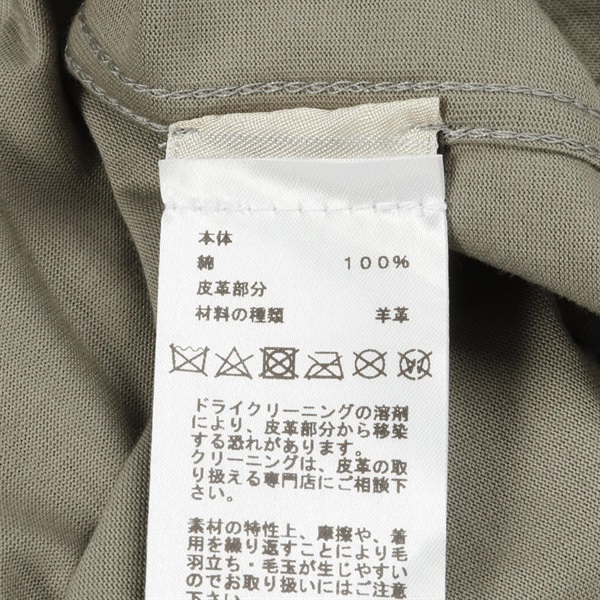 本体
綿 100%
皮革部分
材料の種類 羊革
ドライクリーニングの溶剤
により、皮革部分から移染
する恐れがあります。
クリーニングは、皮革の取
り扱える専門店にご相談下
さい。
素材の特性上、摩擦や、着
用を繰り返すことにより毛
羽立ち・毛玉が生じやすい
のでお取り扱いにはご注意
下さい。